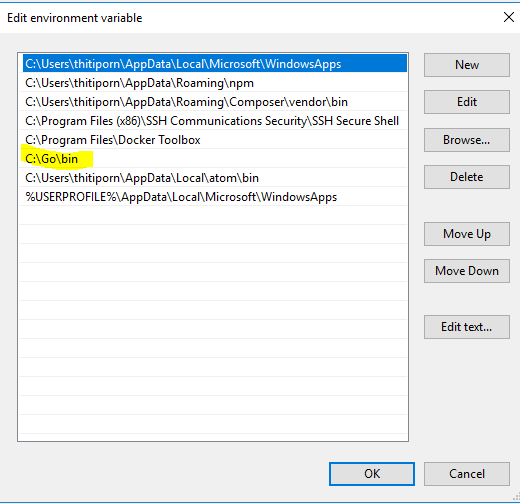 Edit environment variable
C:\Users\thitiporn\AppData\Local\Microsoft\WindowsApps
C:\Users\thitiporn\AppData\Roaming\npm
C:\Users\thitiporn\AppData\Roaming\Composer\vendor\bin
C:\Program Files (x86)\SSH Communications Security\SSH Secure Shell
C:\Program Files\Docker Toolbox
C:\Go\bin
C:\Users\thitiporn\AppData\Local\atom\bin
%USERPROFILE%\AppData\Local\Microsoft\WindowsApps
New
Edit
Browse...
Delete
Move Up
Move Down
Edit text...
OK
Cancel